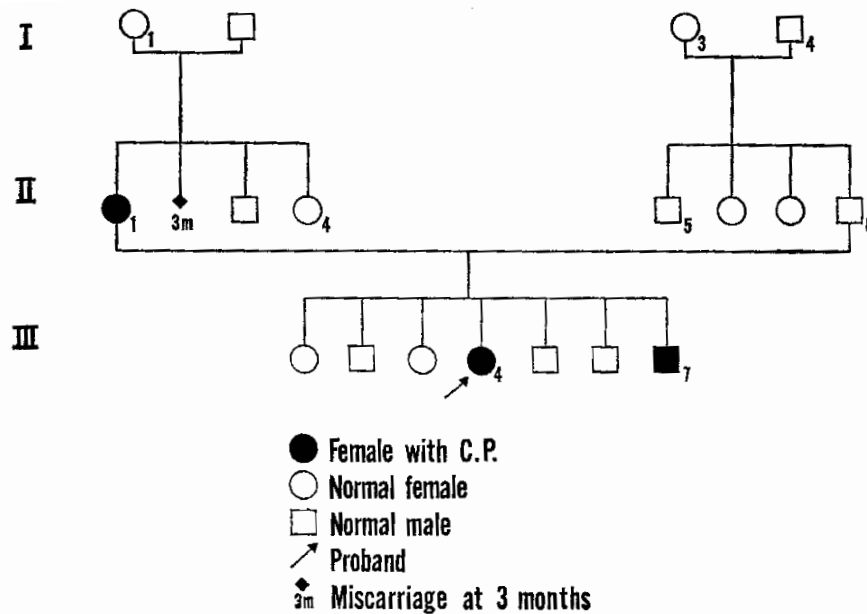 I
1
3
4
II
1
3m
4
5
III
4
7
Female with C.P.
Normal female
Normal male
Proband
3m Miscarriage at 3 months